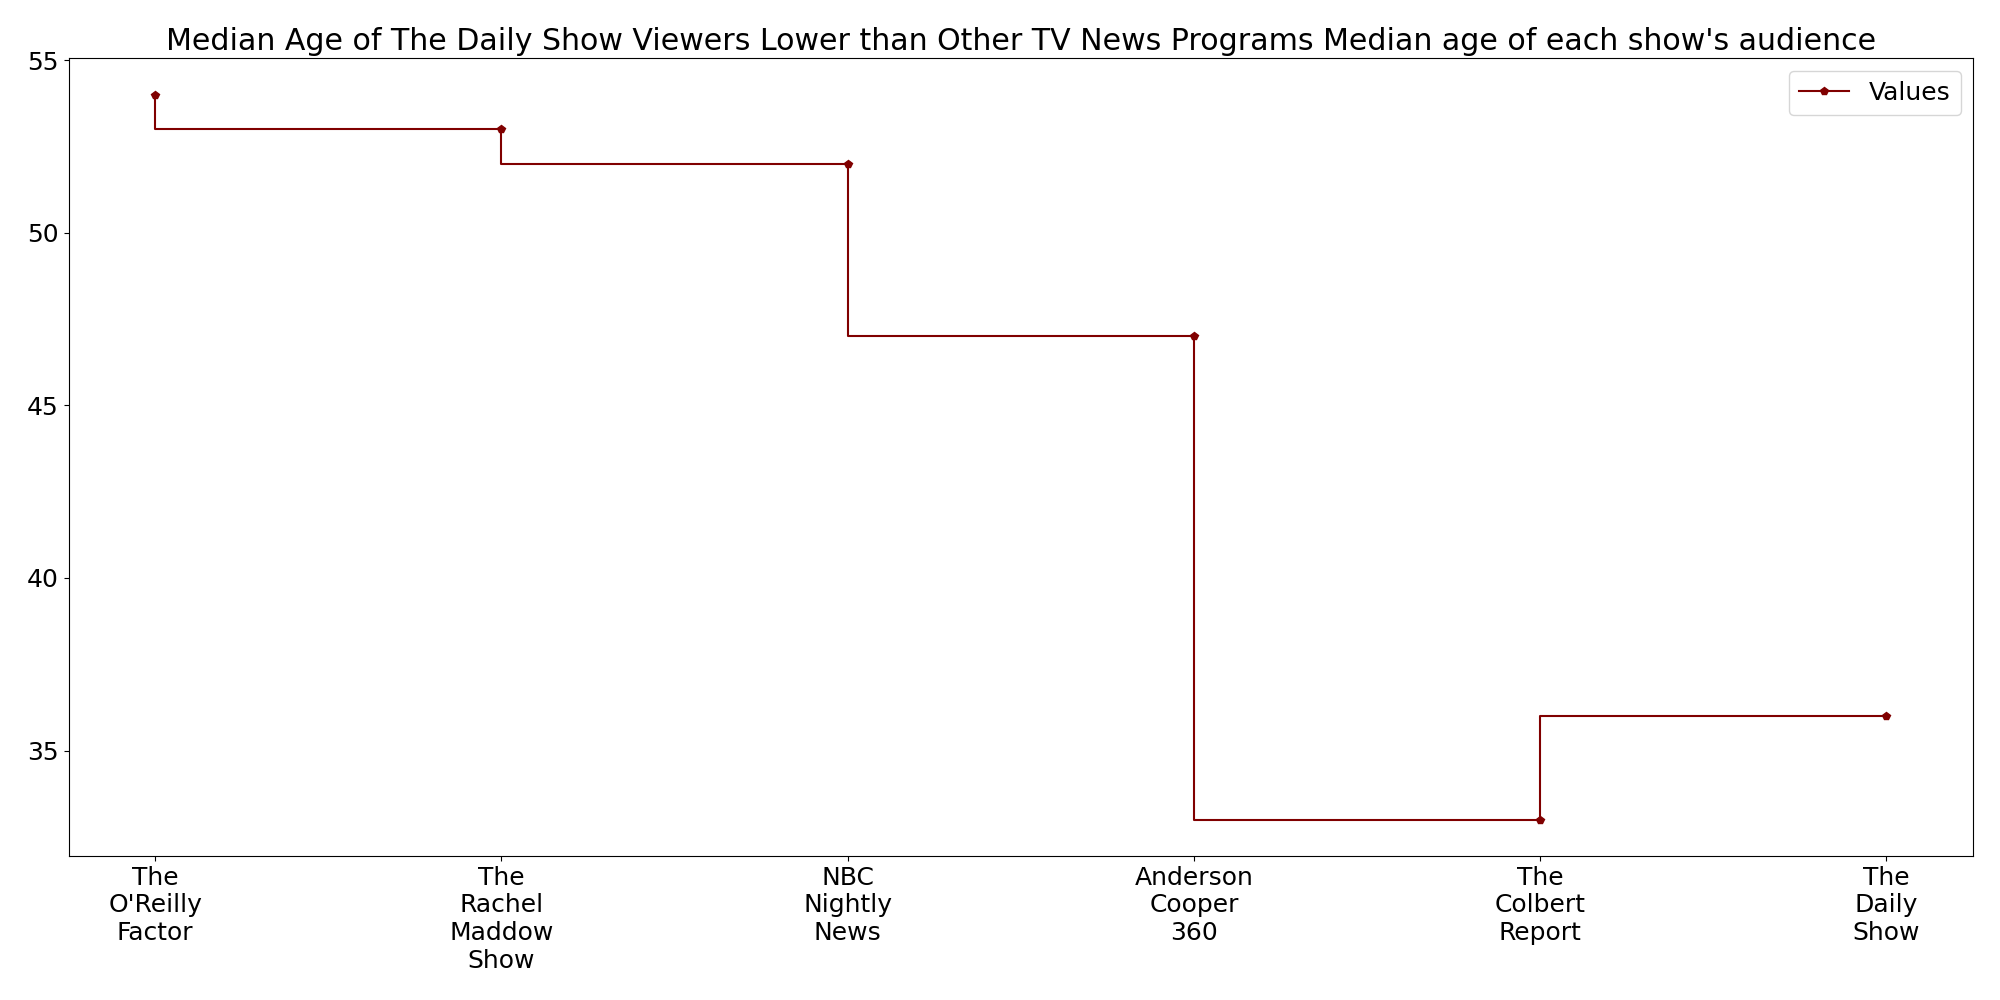 Median Age of The Daily Show Viewers Lower than Other TV News Programs Median age of each show's audience
Values
55
50
45
40
35
The
O'Reilly
Factor
The
Rachel
Maddow
Show
NBC
Nightly
News
Anderson
Cooper
360
The
Colbert
Report
The
Daily
Show